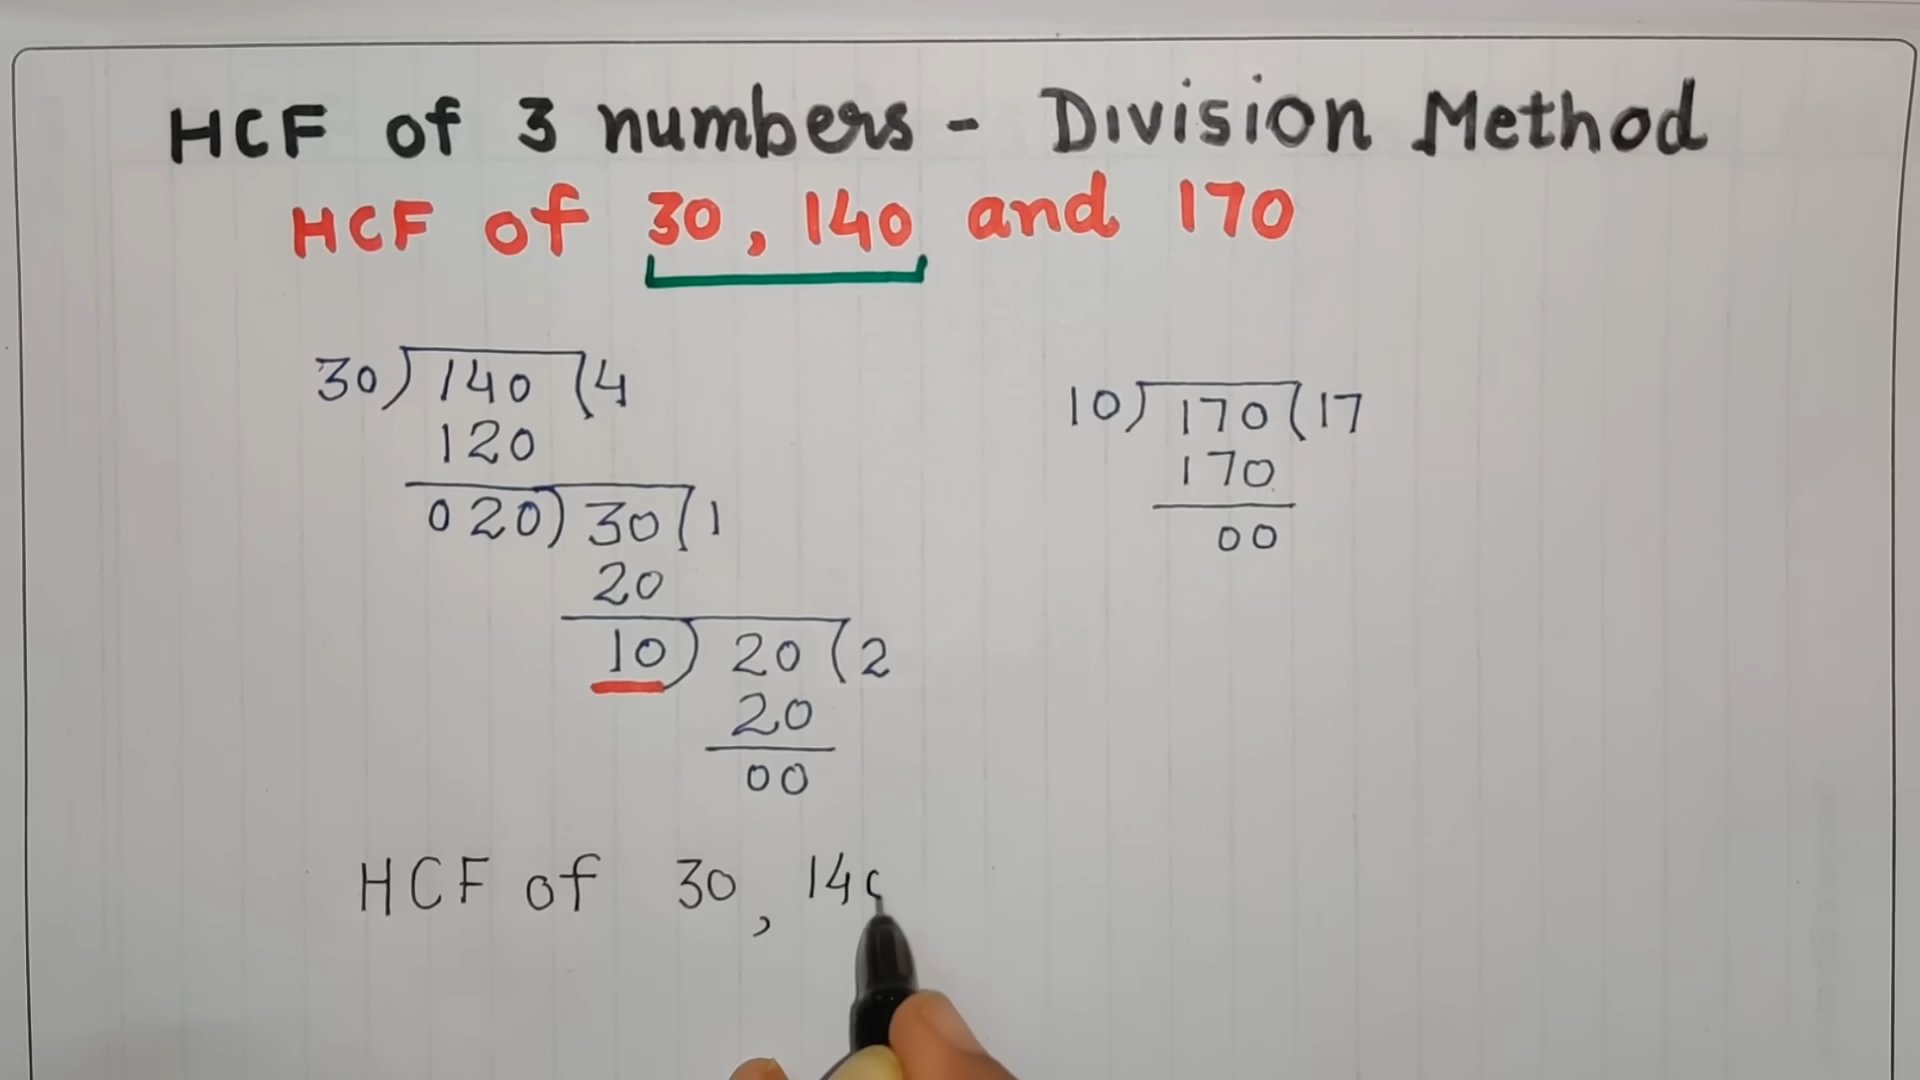 HCF of 3 numbers - Division Method
HCF of 30, 140 and 170
30) 140 (4
120
020) 30 (1
20
10) 20 (2
20
00
10) 170 (17
170
00
HCF of 30, 140